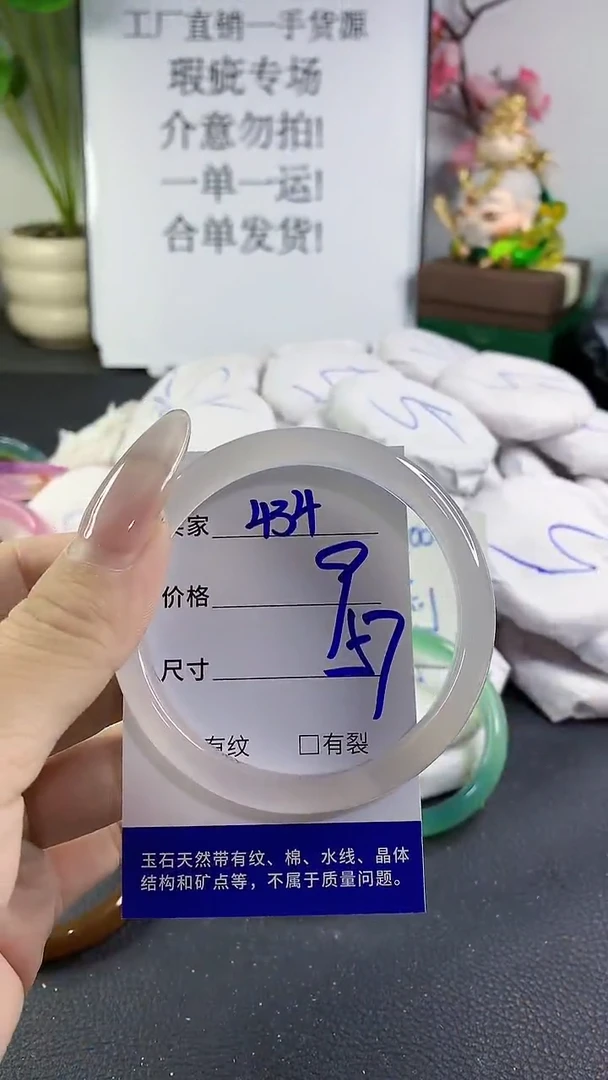 工厂直销一手货源
瑕疵专场
介意勿拍!
一单一运!
合单发货!
家 434
价格 9
尺寸 57
有纹 □有裂
玉石天然带有纹、棉、水线、晶体
结构和矿点等，不属于质量问题。